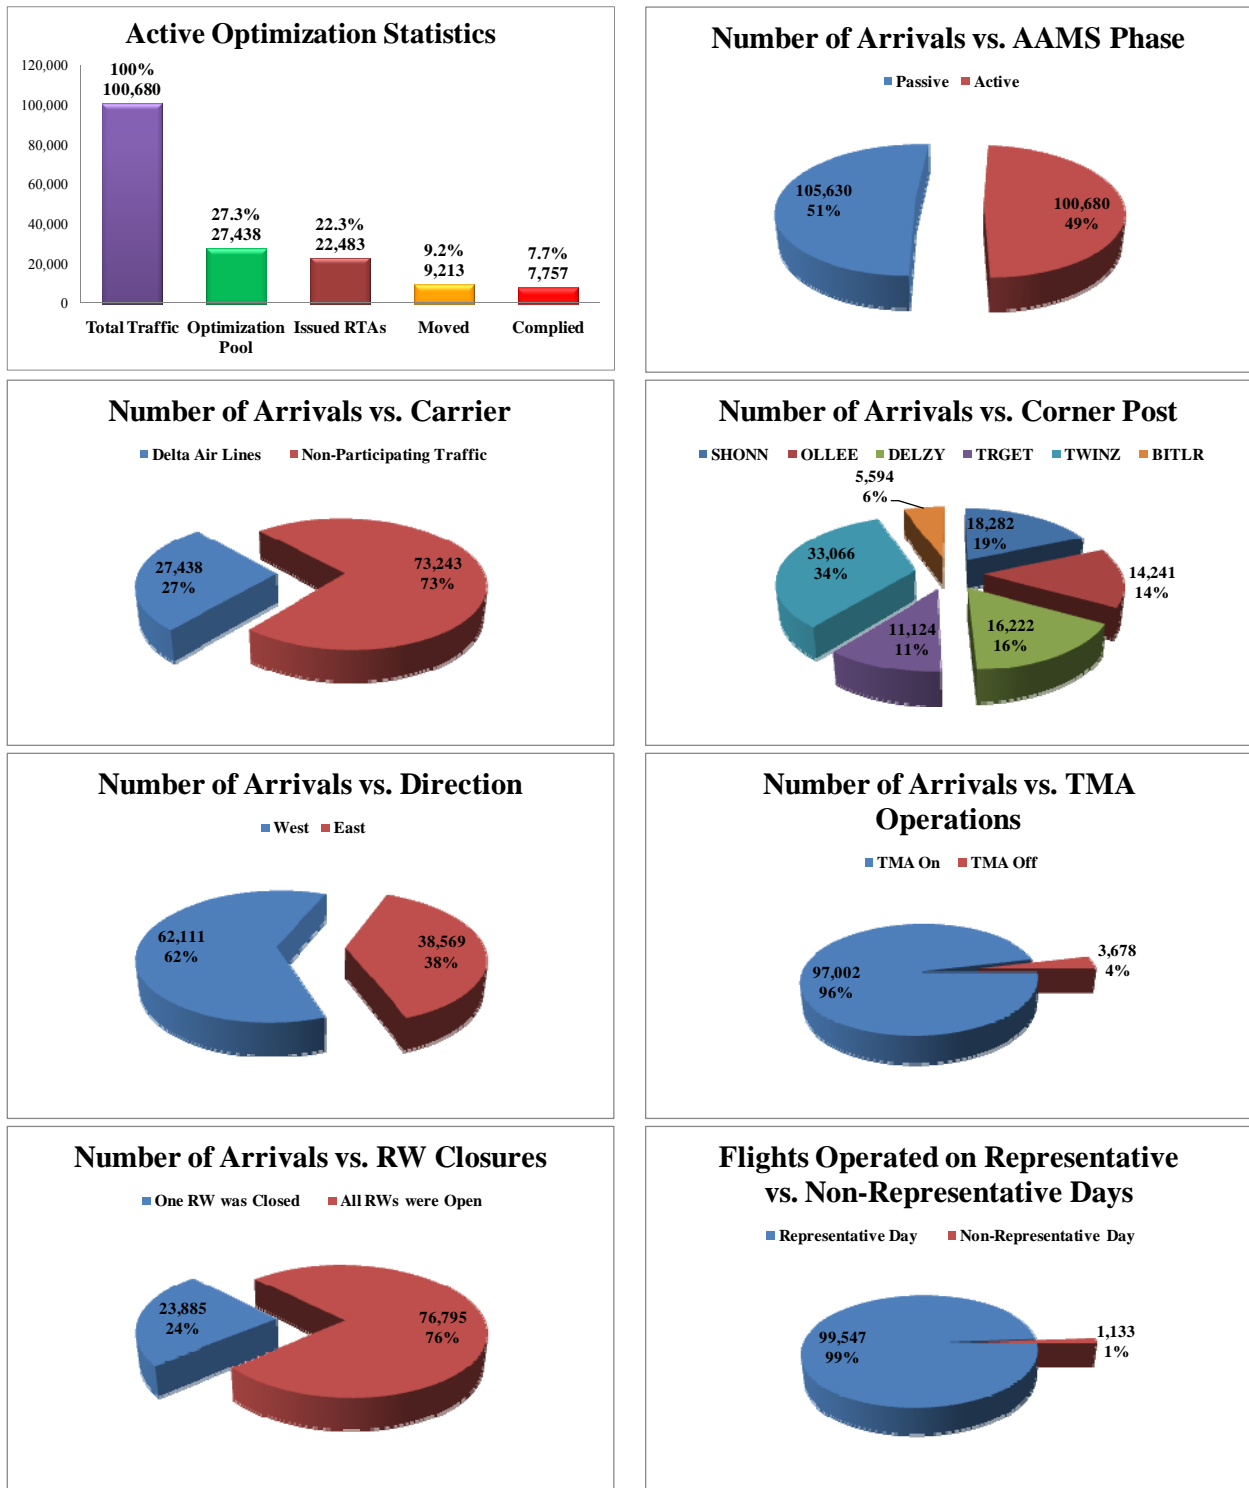 Active Optimization Statistics
120,000
100,000
80,000
60,000
40,000
20,000
0
100%
100,680
27.3%
27,438
22.3%
22,483
9.2%
9,213
7.7%
7,757
Total Traffic
Optimization
Pool
Issued RTAs
Moved
Complied
Number of Arrivals vs. AAMS Phase
Passive Active
105,630
51%
100,680
49%
Number of Arrivals vs. Carrier
Delta Air Lines Non-Participating Traffic
27,438
27%
73,243
73%
Number of Arrivals vs. Corner Post
SHONN OLLEE DELZY TRGET TWINZ BITLR
5,594
6%
18,282
19%
33,066
34%
14,241
14%
11,124
11%
16,222
16%
Number of Arrivals vs. Direction
West East
62,111
62%
38,569
38%
Number of Arrivals vs. TMA
Operations
TMA On TMA Off
97,002
96%
3,678
4%
Number of Arrivals vs. RW Closures
One RW was Closed All RWs were Open
23,885
24%
76,795
76%
Flights Operated on Representative
vs. Non-Representative Days
Representative Day Non-Representative Day
99,547
99%
1,133
1%